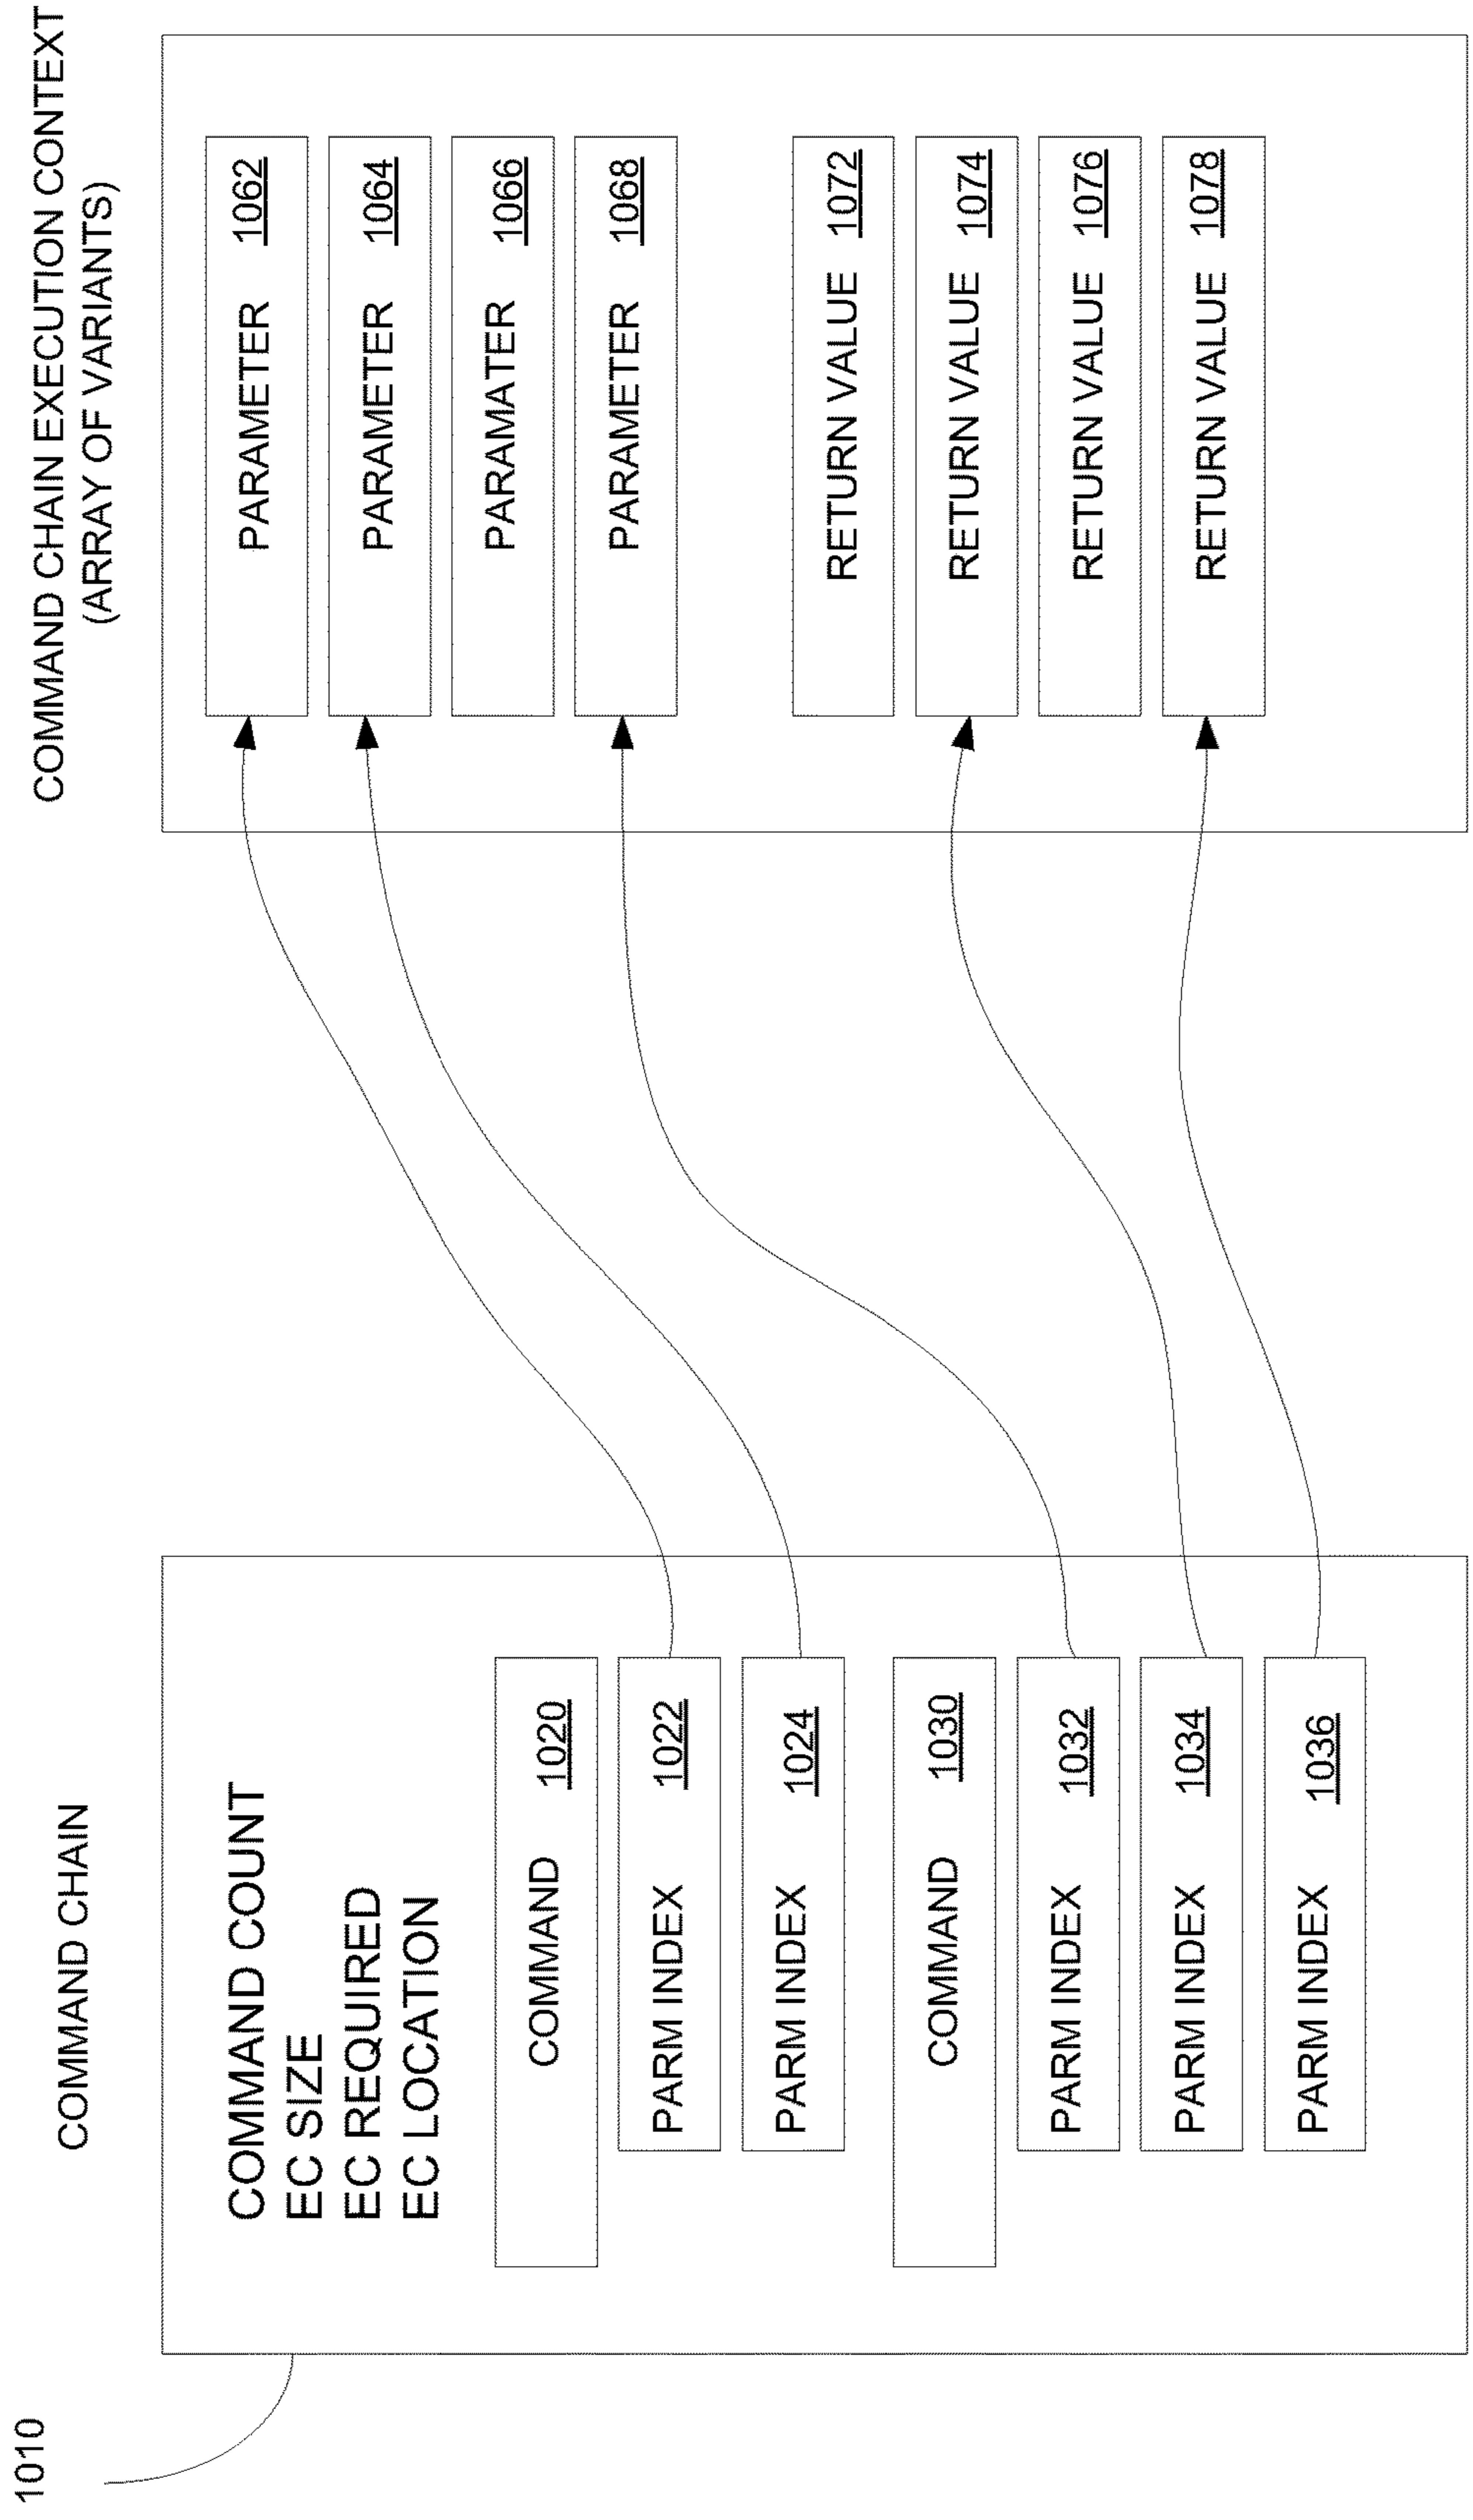 1010
COMMAND CHAIN
COMMAND COUNT
EC SIZE
EC REQUIRED
EC LOCATION
COMMAND 1020
PARM INDEX 1022
PARM INDEX 1024
COMMAND 1030
PARM INDEX 1032
PARM INDEX 1034
PARM INDEX 1036
COMMAND CHAIN EXECUTION CONTEXT
(ARRAY OF VARIANTS)
PARAMETER 1062
PARAMETER 1064
PARAMATER 1066
PARAMETER 1068
RETURN VALUE 1072
RETURN VALUE 1074
RETURN VALUE 1076
RETURN VALUE 1078